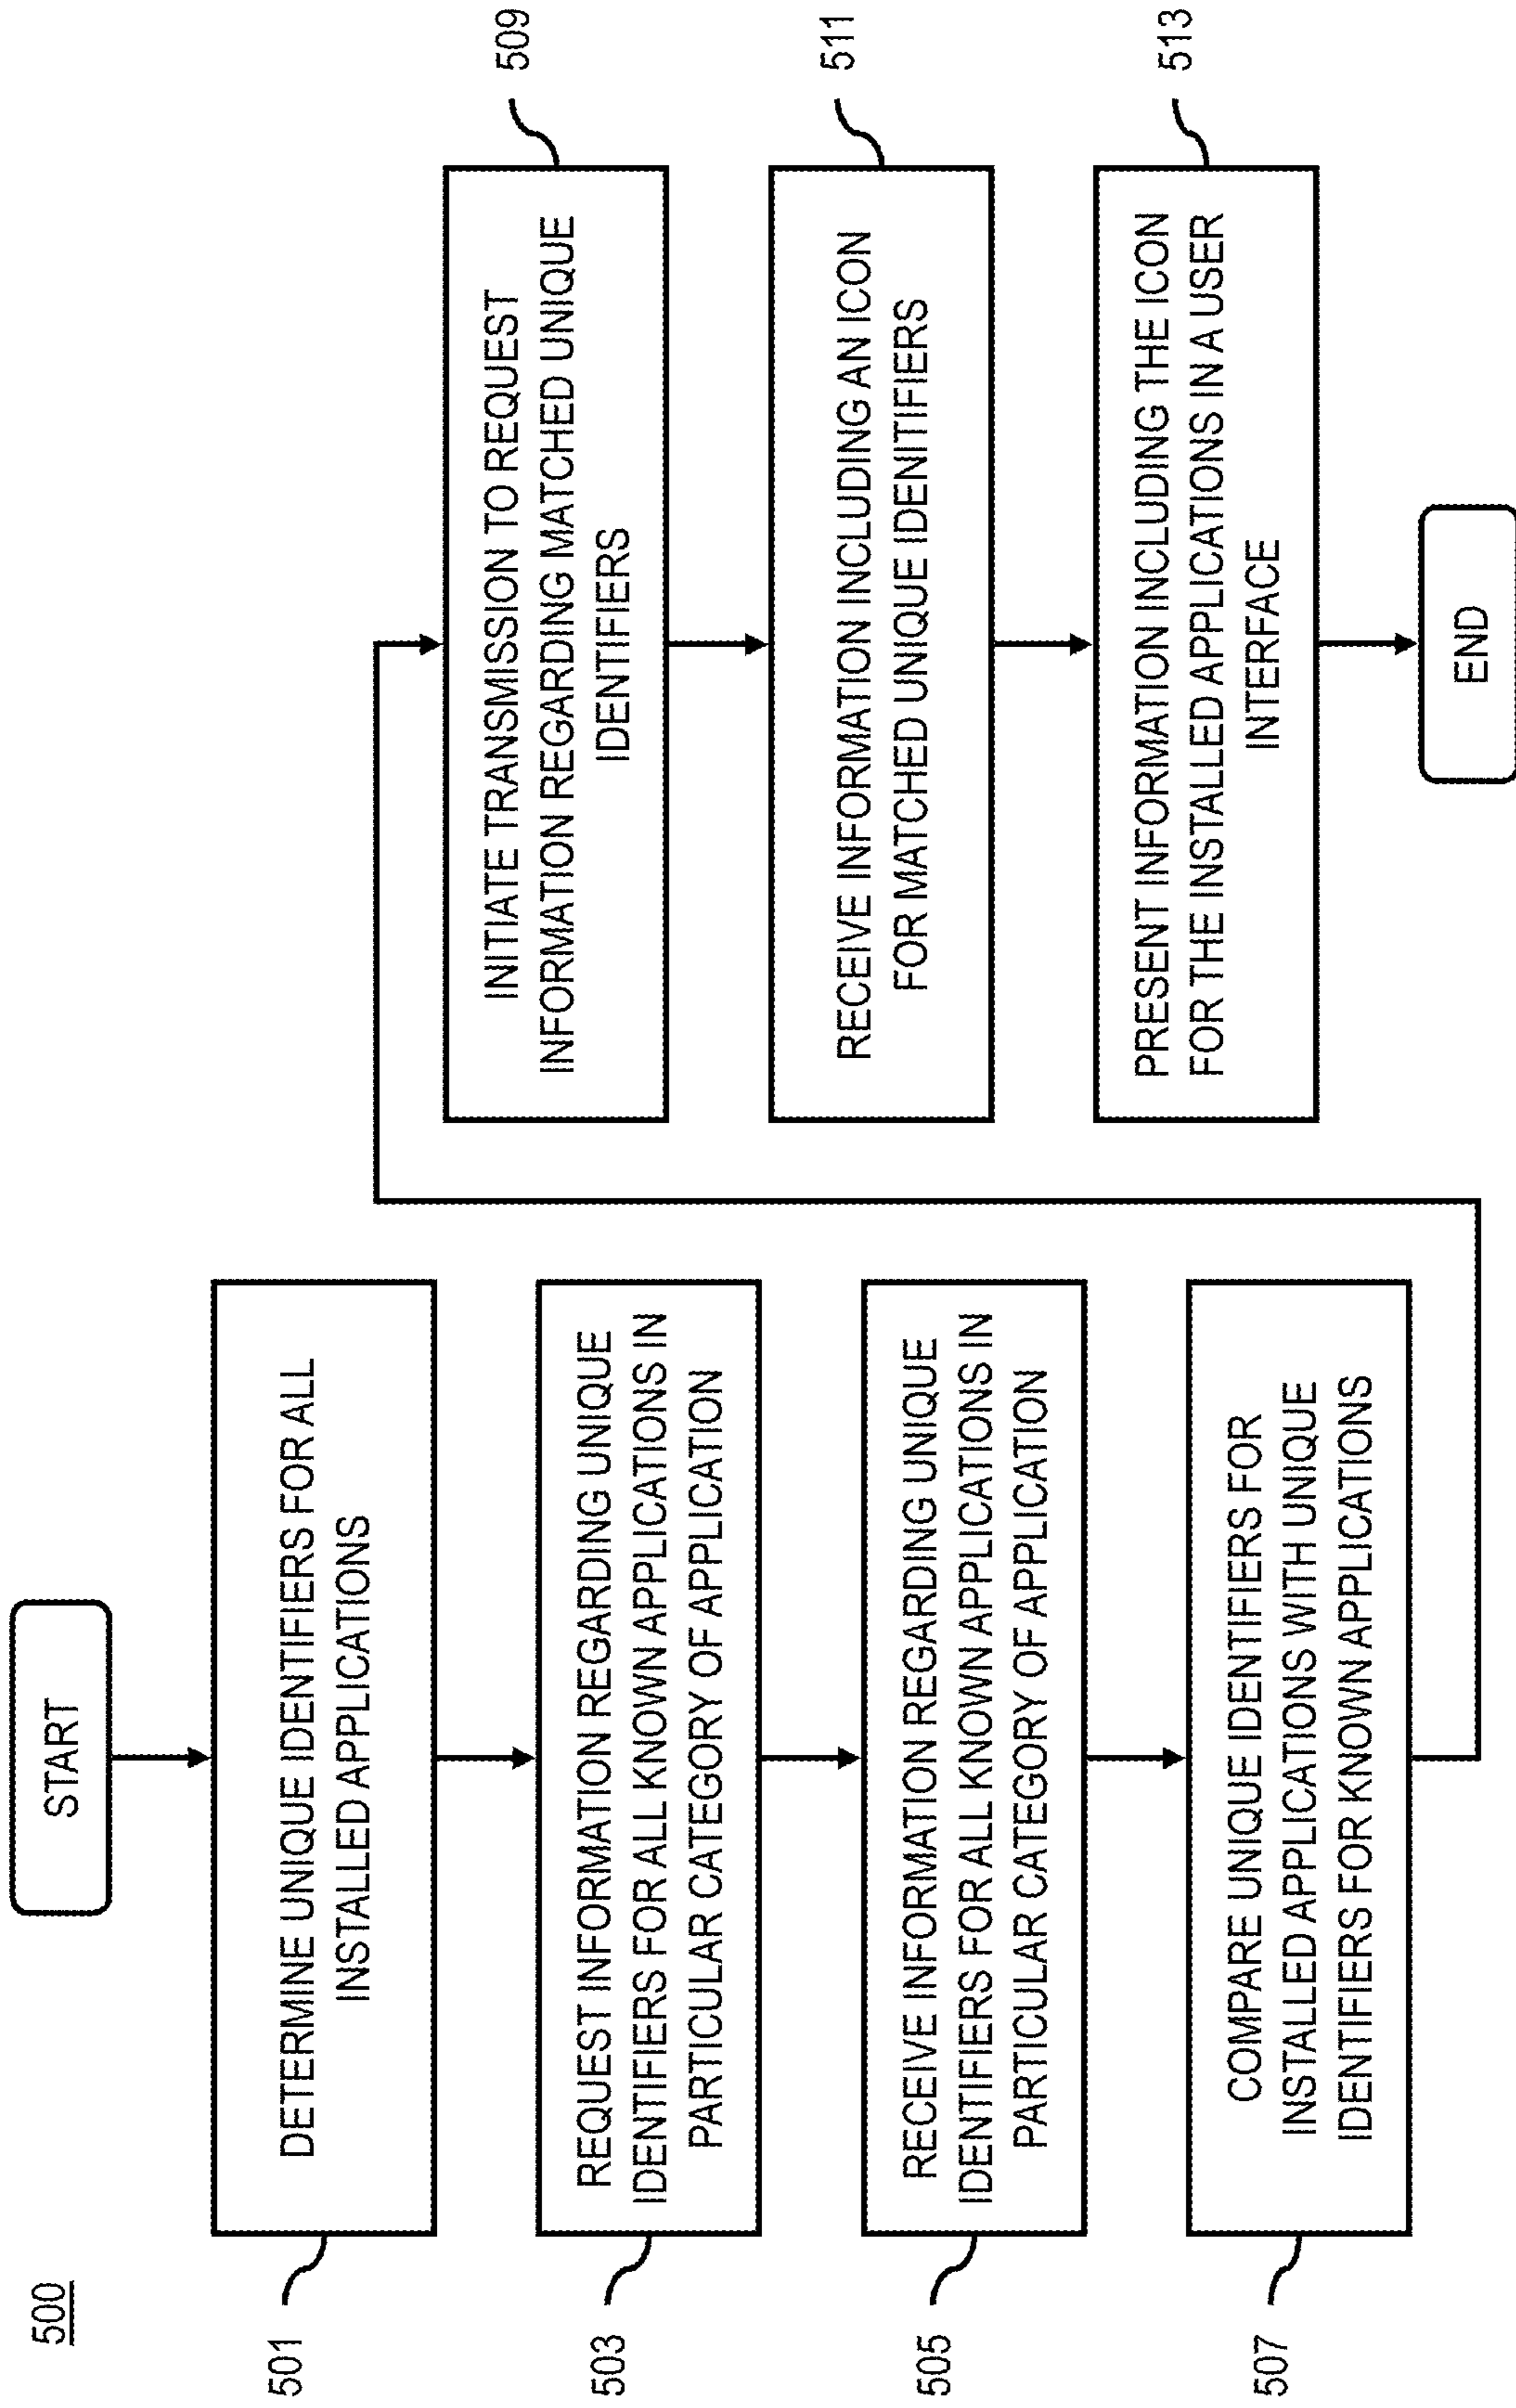 500
START
501
DETERMINE UNIQUE IDENTIFIERS FOR ALL
INSTALLED APPLICATIONS
503
REQUEST INFORMATION REGARDING UNIQUE
IDENTIFIERS FOR ALL KNOWN APPLICATIONS IN
PARTICULAR CATEGORY OF APPLICATION
505
RECEIVE INFORMATION REGARDING UNIQUE
IDENTIFIERS FOR ALL KNOWN APPLICATIONS IN
PARTICULAR CATEGORY OF APPLICATION
507
COMPARE UNIQUE IDENTIFIERS FOR
INSTALLED APPLICATIONS WITH UNIQUE
IDENTIFIERS FOR KNOWN APPLICATIONS
509
INITIATE TRANSMISSION TO REQUEST
INFORMATION REGARDING MATCHED UNIQUE
IDENTIFIERS
511
RECEIVE INFORMATION INCLUDING AN ICON
FOR MATCHED UNIQUE IDENITIFIERS
513
PRESENT INFORMATION INCLUDING THE ICON
FOR THE INSTALLED APPLICATIONS IN A USER
INTERFACE
END